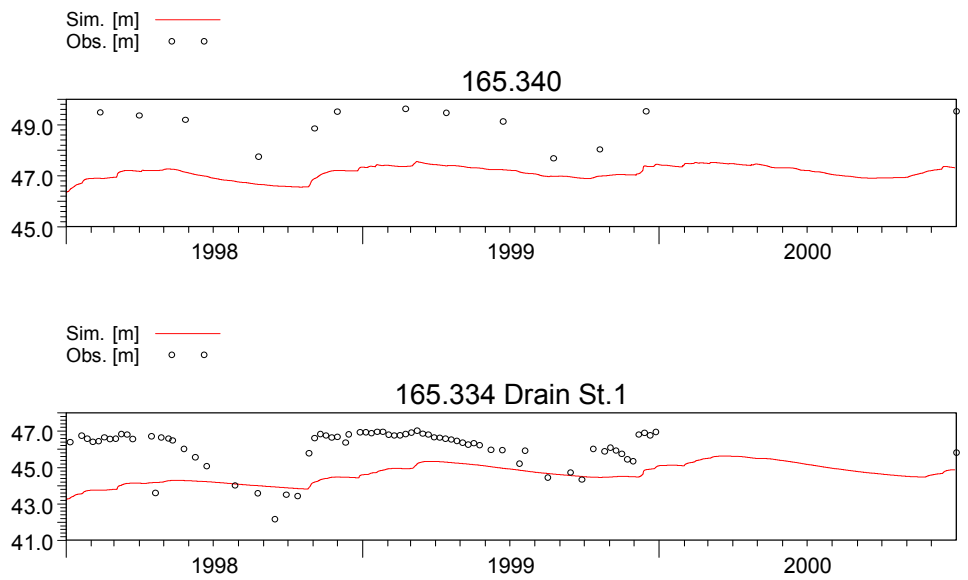 Sim. [m]
Obs. [m]
165.340
49.0
47.0
45.0
1998 1999 2000
Sim. [m]
Obs. [m]
165.334 Drain St.1
47.0
45.0
43.0
41.0
1998 1999 2000